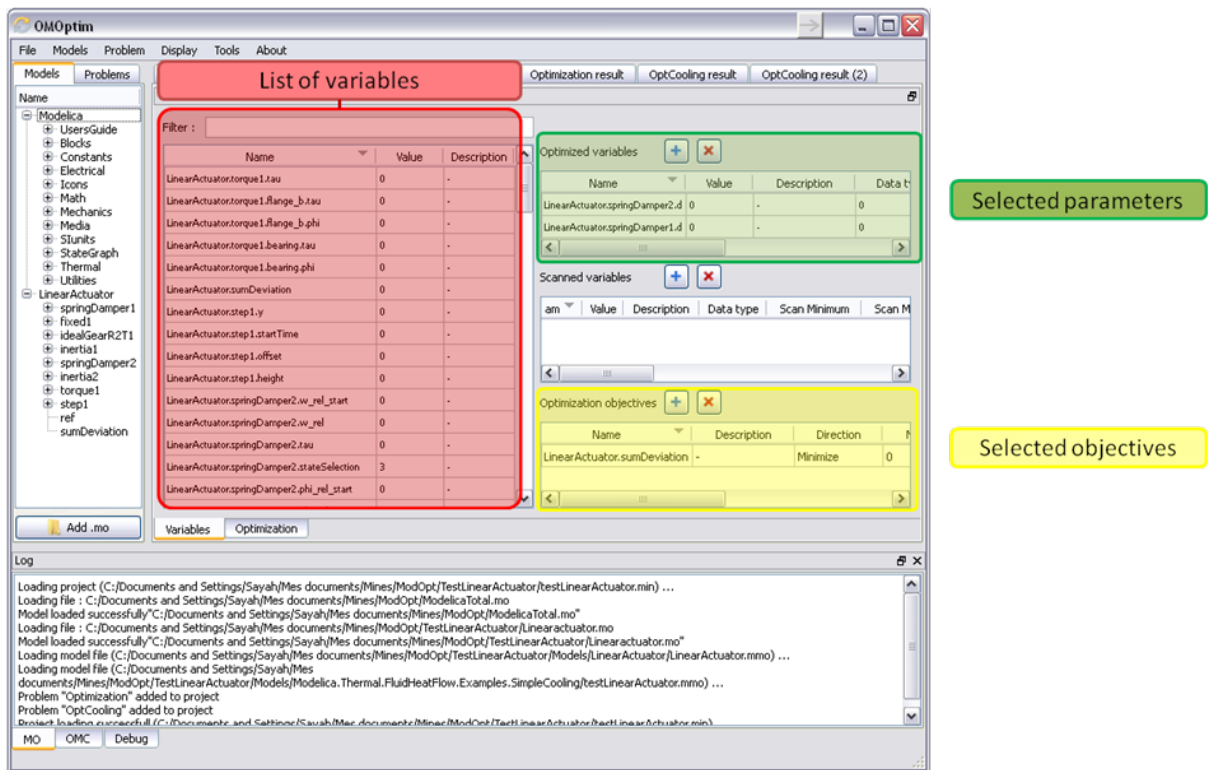 OMOptim
File Models Problem Display Tools About
Models Problems
List of variables
Optimization result OptCooling result OptCooling result (2)
Name
Modelica
UsersGuide
Blocks
Constants
Electrical
Icons
Math
Mechanics
Media
SIunits
StateGraph
Thermal
Utilities
LinearActuator
springDamper1
fixed1
idealGearR2T1
inertia1
springDamper2
inertia2
torque1
step1
ref
sumDeviation
Add .mo
Filter :
Name Value Description
LinearActuator.torque1.tau 0 -
LinearActuator.torque1.flange_b.tau 0 -
LinearActuator.torque1.flange_b.phi 0 -
LinearActuator.torque1.bearing.tau 0 -
LinearActuator.torque1.bearing.phi 0 -
LinearActuator.sumDeviation 0 -
LinearActuator.step1.y 0 -
LinearActuator.step1.startTime 0 -
LinearActuator.step1.offset 0 -
LinearActuator.step1.height 0 -
LinearActuator.springDamper2.w_rel_start 0 -
LinearActuator.springDamper2.w_rel 0 -
LinearActuator.springDamper2.tau 0 -
LinearActuator.springDamper2.stateSelection 3 -
LinearActuator.springDamper2.phi_rel_start 0 -
Variables Optimization
Optimized variables
Name Value Description Data t
LinearActuator.springDamper2.d 0 - 0
LinearActuator.springDamper1.d 0 - 0
Scanned variables
am Value Description Data type Scan Minimum Scan M
Optimization objectives
Name Description Direction
LinearActuator.sumDeviation - Minimize 0
Selected parameters
Selected objectives
Log
Loading project (C:/Documents and Settings/Sayah/Mes documents/Mines/ModOpt/TestLinearActuator/testLinearActuator.min) ...
Loading file : C:/Documents and Settings/Sayah/Mes documents/Mines/ModOpt/ModelicaTotal.mo
Model loaded successfully"C:/Documents and Settings/Sayah/Mes documents/Mines/ModOpt/ModelicaTotal.mo"
Loading file : C:/Documents and Settings/Sayah/Mes documents/Mines/ModOpt/TestLinearActuator/Linearactuator.mo
Model loaded successfully"C:/Documents and Settings/Sayah/Mes documents/Mines/ModOpt/TestLinearActuator/Linearactuator.mo"
Loading model file (C:/Documents and Settings/Sayah/Mes documents/Mines/ModOpt/TestLinearActuator/Models/LinearActuator/LinearActuator.mmo) ...
Loading model file (C:/Documents and Settings/Sayah/Mes
documents/Mines/ModOpt/TestLinearActuator/Models/Modelica.Thermal.FluidHeatFlow.Examples.SimpleCooling/testLinearActuator.mmo) ...
Problem "Optimization" added to project
Problem "OptCooling" added to project
Project loading successfull (C:/Documents and Settings/Sayah/Mes documents/Mines/ModOpt/TestLinearActuator/testLinearActuator.min)
MO OMC Debug